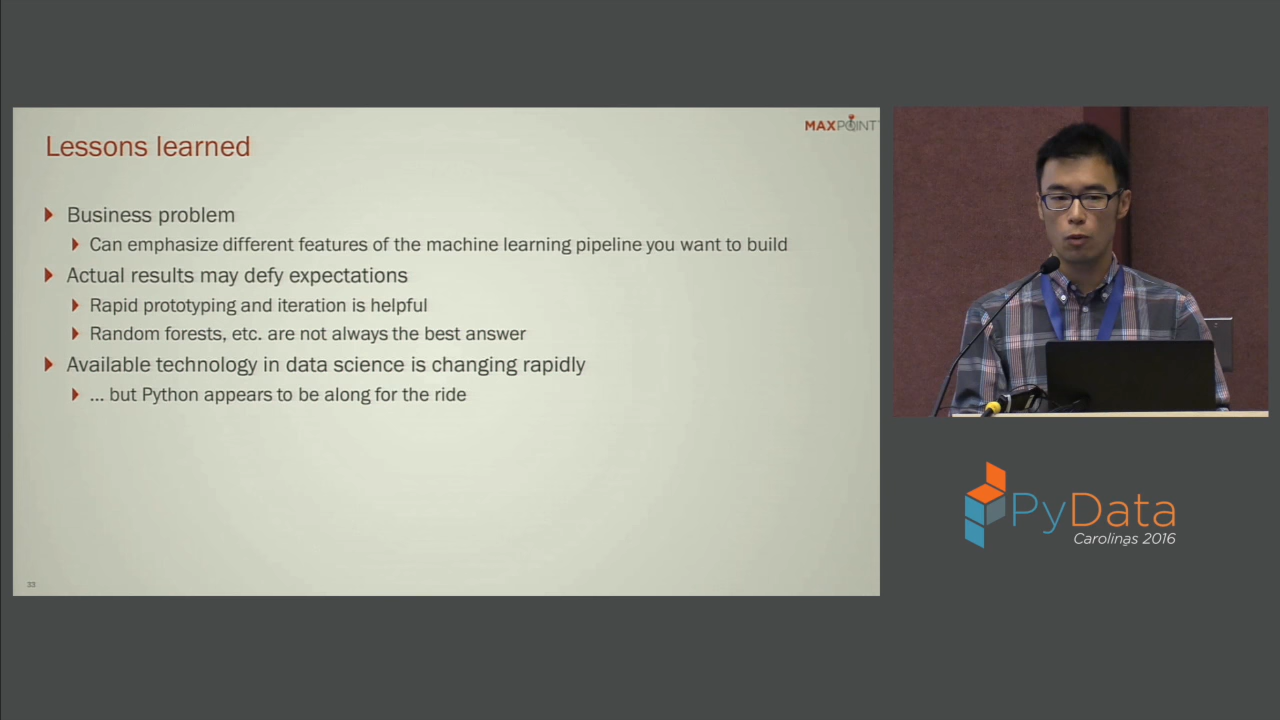 MAXPOINT
Lessons learned
Business problem
Can emphasize different features of the machine learning pipeline you want to build
Actual results may defy expectations
Rapid prototyping and iteration is helpful
Random forests, etc. are not always the best answer
Available technology in data science is changing rapidly
... but Python appears to be along for the ride
33
PyData
Carolinas 2016